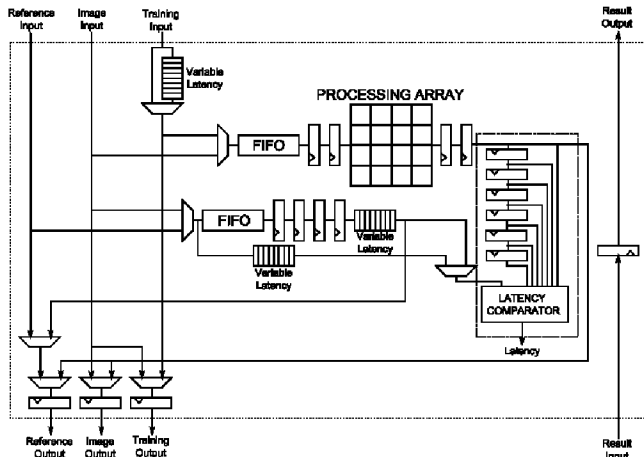 Reference
Input
Image
Input
Training
Input
Result
Output
Variable
Latency
PROCESSING ARRAY
FIFO
FIFO
Variable
Latency
Variable
Latency
LATENCY
COMPARATOR
Latency
Reference
Output
Image
Output
Training
Output
Result
Input